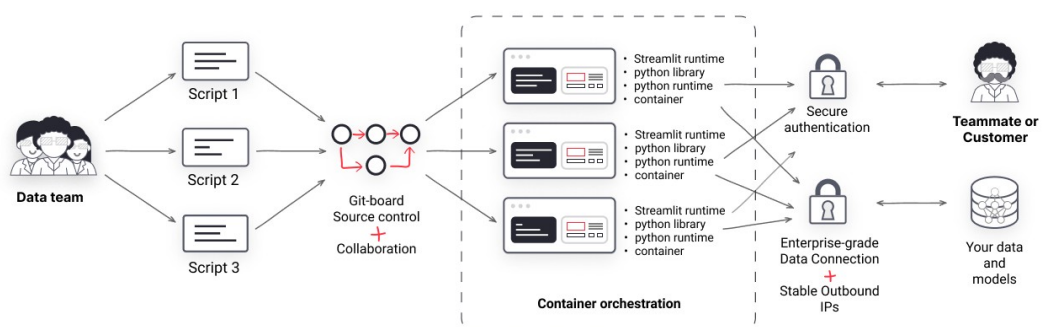 Data team
Script 1
Script 2
Script 3
Git-board
Source control
+
Collaboration
• Streamlit runtime
• python library
• python runtime
• container
• Streamlit runtime
• python library
• python runtime
• container
• Streamlit runtime
• python library
• python runtime
• container
Container orchestration
Secure
authentication
Enterprise-grade
Data Connection
+
Stable Outbound
IPs
Teammate or
Customer
Your data
and
models